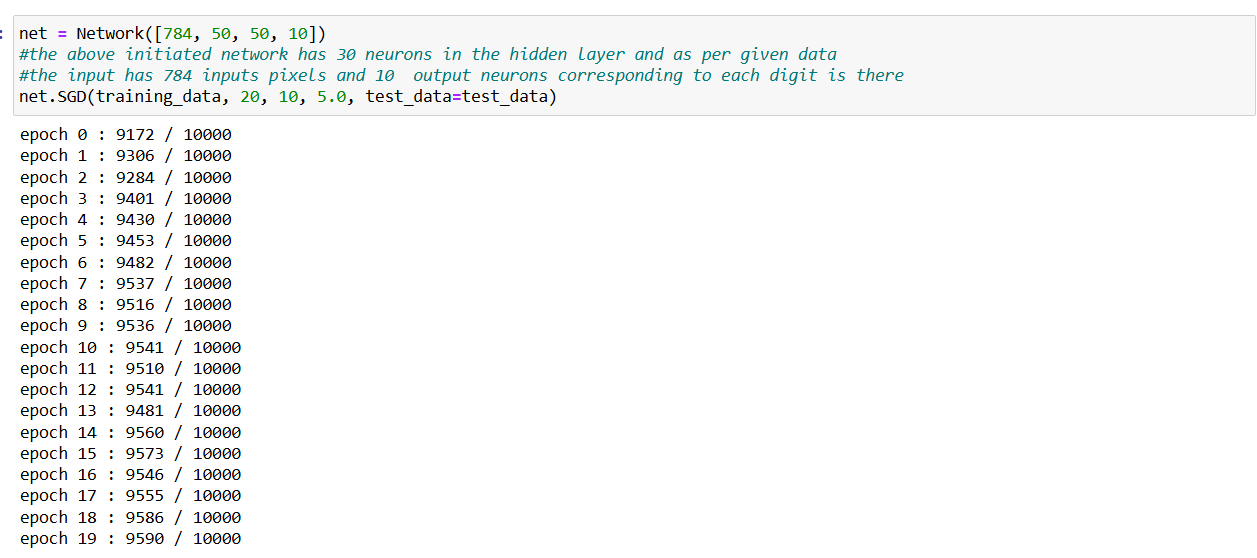 :
net = Network([784, 50, 50, 10])
#the above initiated network has 30 neurons in the hidden layer and as per given data
#the input has 784 inputs pixels and 10  output neurons corresponding to each digit is there
net.SGD(training_data, 20, 10, 5.0, test_data=test_data)
epoch 0 : 9172 / 10000
epoch 1 : 9306 / 10000
epoch 2 : 9284 / 10000
epoch 3 : 9401 / 10000
epoch 4 : 9430 / 10000
epoch 5 : 9453 / 10000
epoch 6 : 9482 / 10000
epoch 7 : 9537 / 10000
epoch 8 : 9516 / 10000
epoch 9 : 9536 / 10000
epoch 10 : 9541 / 10000
epoch 11 : 9510 / 10000
epoch 12 : 9541 / 10000
epoch 13 : 9481 / 10000
epoch 14 : 9560 / 10000
epoch 15 : 9573 / 10000
epoch 16 : 9546 / 10000
epoch 17 : 9555 / 10000
epoch 18 : 9586 / 10000
epoch 19 : 9590 / 10000